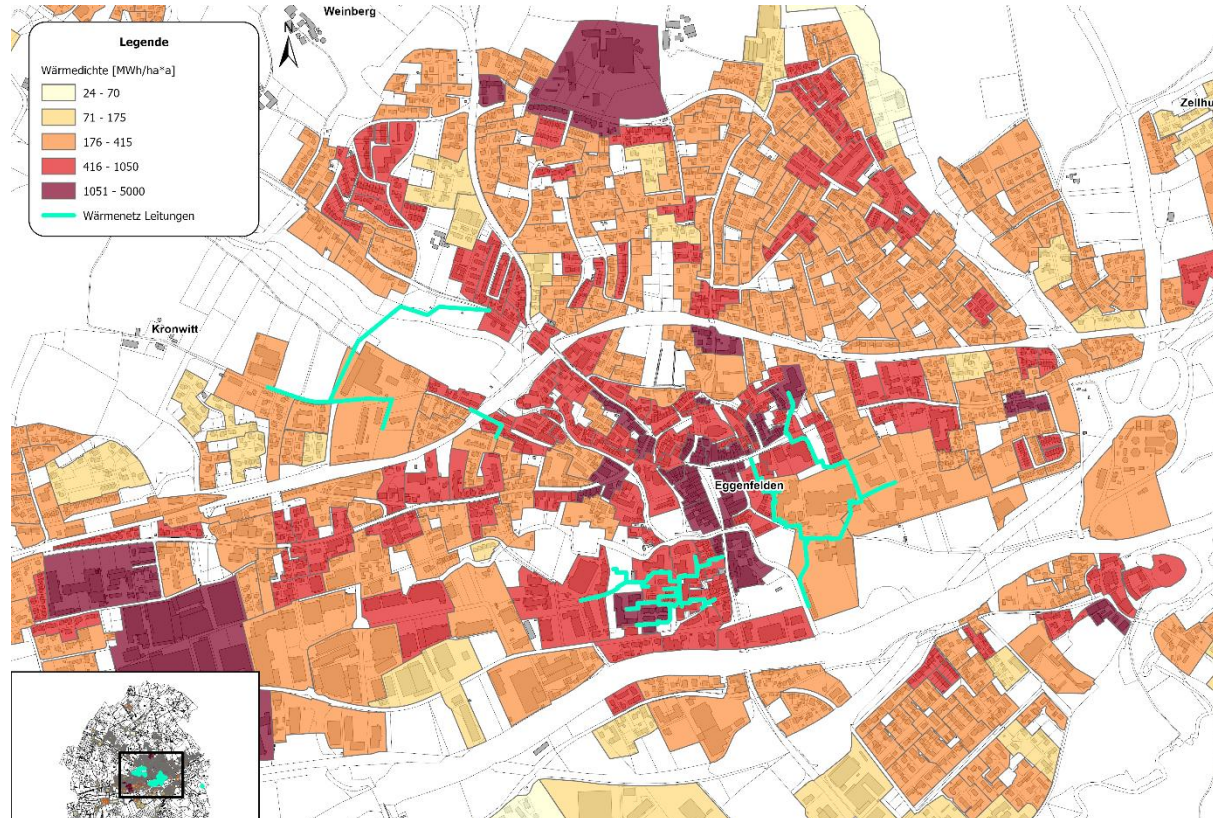 Weinberg
N
Legende
Wärmedichte [MWh/ha*a]
24 - 70
71 - 175
176 - 415
416 - 1050
1051 - 5000
Wärmenetz Leitungen
Zellhu
Kronwitt
Eggenfelden